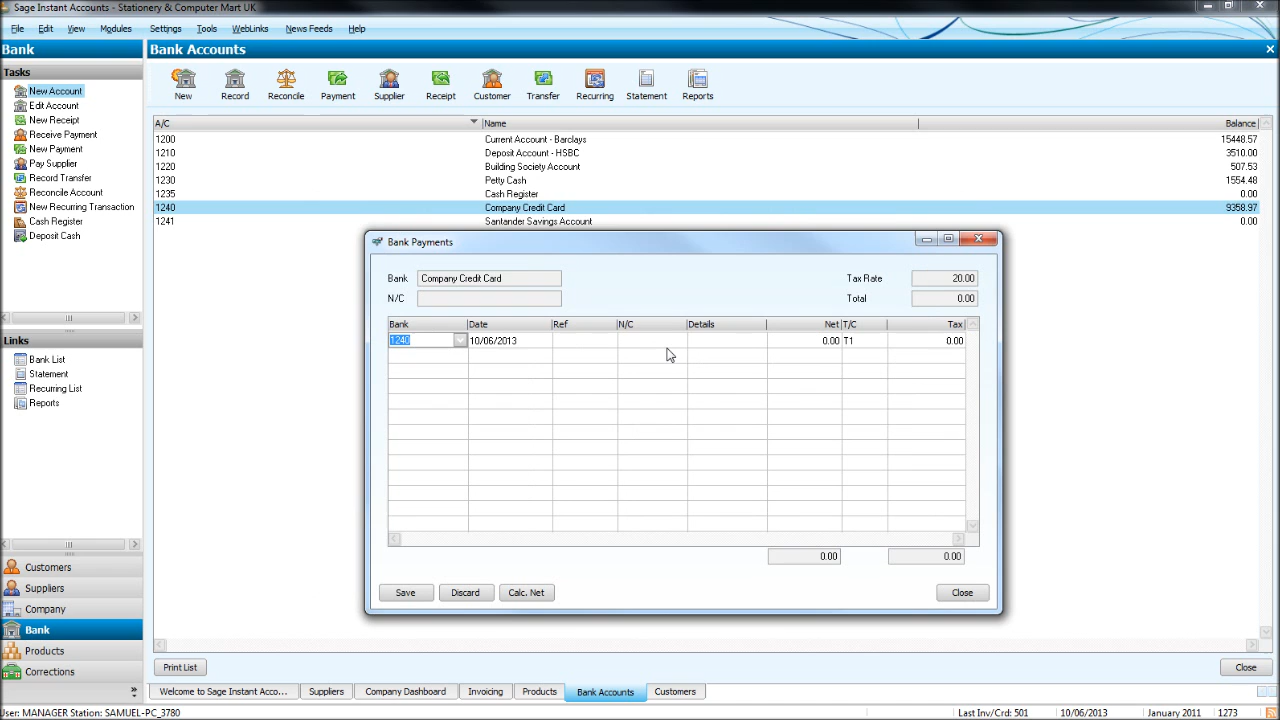 Sage Instant Accounts - Stationery & Computer Mart UK
File Edit View Modules Settings Tools WebLinks News Feeds Help
Bank
Bank Accounts
Tasks
New Account
Edit Account
New Receipt
Receive Payment
New Payment
Pay Supplier
Record Transfer
Reconcile Account
New Recurring Transaction
Cash Register
Deposit Cash
New Record Reconcile Payment Supplier Receipt Customer Transfer Recurring Statement Reports
A/C Name Balance
1200 Current Account - Barclays 15448.57
1210 Deposit Account - HSBC 3510.00
1220 Building Society Account 507.53
1230 Petty Cash 1554.48
1235 Cash Register 0.00
1240 Company Credit Card 9358.97
1241 Santander Savings Account 0.00
Bank Payments
Bank Company Credit Card Tax Rate 20.00
N/C Total 0.00
Bank Date Ref N/C Details Net T/C Tax
1240 10/06/2013 0.00 T1 0.00
0.00 0.00
Save Discard Calc. Net Close
Links
Bank List
Statement
Recurring List
Reports
Customers
Suppliers
Company
Bank
Products
Corrections
Print List Close
Welcome to Sage Instant Acco... Suppliers Company Dashboard Invoicing Products Bank Accounts Customers
User: MANAGER Station: SAMUEL-PC_3780 Last Inv/Crd: 501 10/06/2013 January 2011 1273